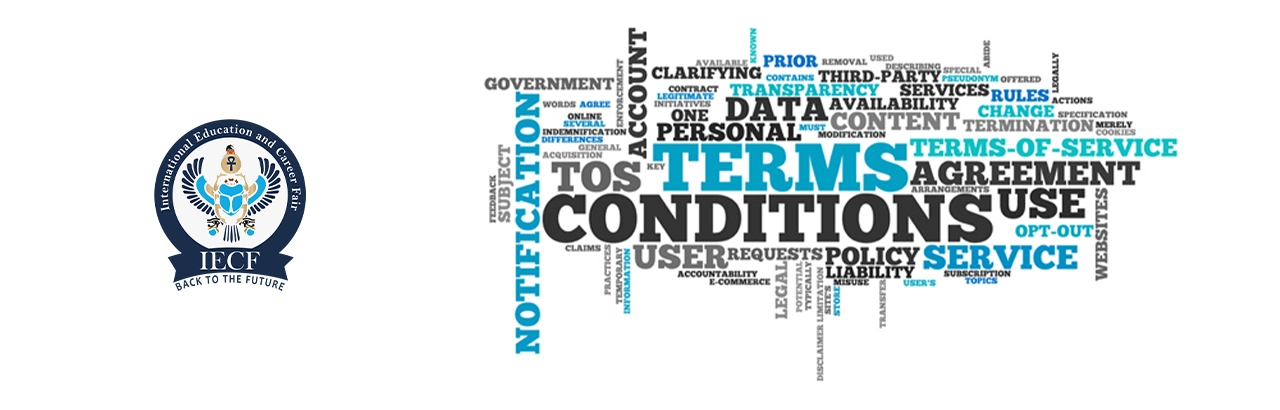 International Education and Career Fair
IECF
BACK TO THE FUTURE
KNOWN
ACCOUNT
AVAILABLE
PRIOR
REMOVAL
USED
ABIDE
LEGALLY
CLARIFYING
DESCRIBING
SPECIAL
GOVERNMENT
ENFORCEMENT
CONTAINS
THIRD-PARTY
PSEUDONYM
OFFERED
CONTRACT
TRANSPARENCY
SERVICES
RULES
ACTIONS
LEGITIMATE
WORDS
AGREE
INITIATIVES
DATA
AVAILABILITY
CHANGE
SPECIFICATION
ONLINE
ONE
CONTENT
TERMINATION
MERELY
SEVERAL
PERSONAL
MUST
MODIFICATION
COOKIES
INDEMNIFICATION
DIFFERENCES
GENERAL
ACQUISITION
TERMS
TERMS-OF-SERVICE
KEY
TOS
AGREEMENT
ARRANGEMENTS
FEEDBACK
SUBJECT
NOTIFICATION
CONDITIONS
USE
WEBSITES
OPT-OUT
CLAIMS
USER
REQUESTS
POLICY
SERVICE
PRACTICES
TEMPORARY
INFORMATION
ACCOUNTABILITY
LIABILITY
SUBSCRIPTION
E-COMMERCE
LEGAL
POTENTIAL
TYPICALLY
DISCLAIMER
LIMITATION
SITE'S
STORE
MISUSE
TRANSFER
USER'S
TOPICS